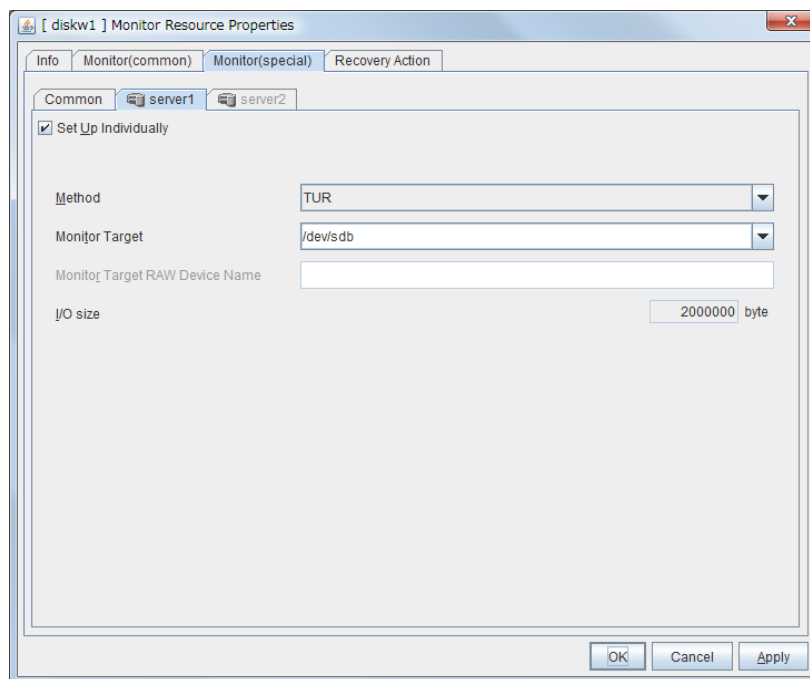 [ diskw1 ] Monitor Resource Properties
Info Monitor(common) Monitor(special) Recovery Action
Common server1 server2
Set Up Individually
Method TUR
Monitor Target /dev/sdb
Monitor Target RAW Device Name
I/O size 2000000 byte
OK Cancel Apply